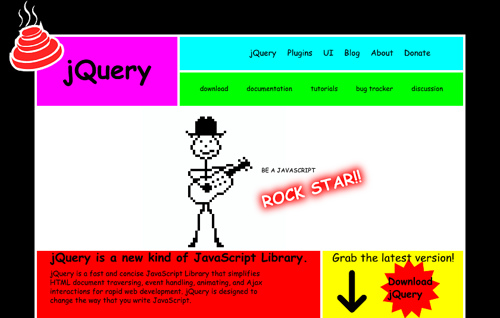 jQuery
jQuery Plugins UI Blog About Donate
download documentation tutorials bug tracker discussion
BE A JAVASCRIPT
ROCK STAR!!
jQuery is a new kind of JavaScript Library.
jQuery is a fast and concise JavaScript Library that simplifies
HTML document traversing, event handling, animating, and Ajax
interactions for rapid web development. jQuery is designed to
change the way that you write JavaScript.
Grab the latest version!
Download
jQuery